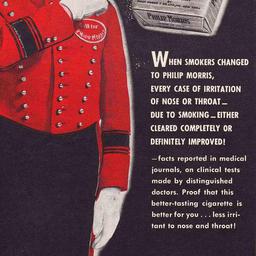 PHILIP MORRIS
WHEN SMOKERS CHANGED
TO PHILIP MORRIS,
EVERY CASE OF IRRITATION
OF NOSE OR THROAT—
DUE TO SMOKING—EITHER
CLEARED COMPLETELY OR
DEFINITELY IMPROVED!
—facts reported in medical
journals, on clinical tests
made by distinguished
doctors. Proof that this
better-tasting cigarette is
better for you . . . less irri-
tant to nose and throat!